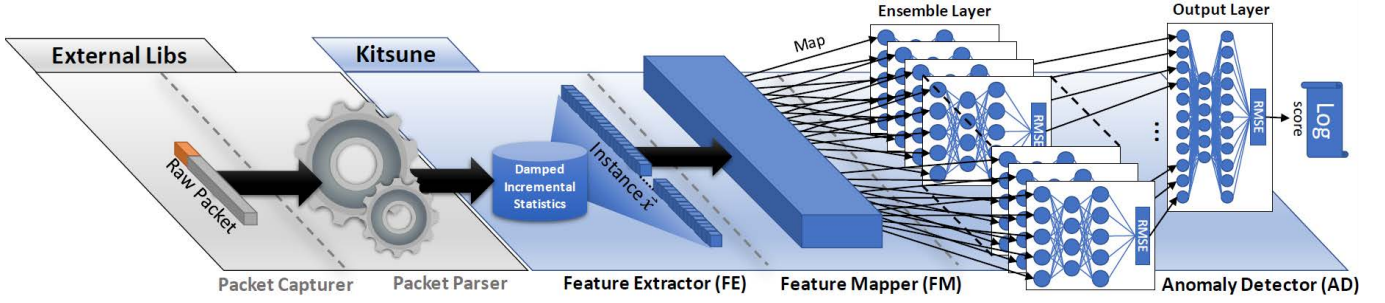 External Libs
Kitsune
Ensemble Layer
Output Layer
Map
Raw Packet
Damped
Incremental
Statistics
Instance x⃗
RMSE
RMSE
RMSE
Log
score
...
Packet Capturer
Packet Parser
Feature Extractor (FE)
Feature Mapper (FM)
Anomaly Detector (AD)